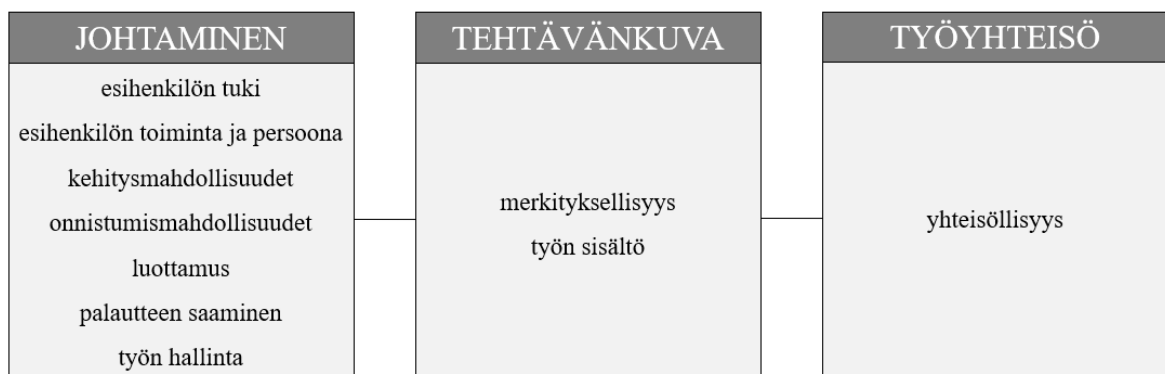 JOHTAMINEN
esihenkilön tuki
esihenkilön toiminta ja persoona
kehitysmahdollisuudet
onnistumismahdollisuudet
luottamus
palautteen saaminen
työn hallinta
TEHTÄVÄNKUVA
merkityksellisyys
työn sisältö
TYÖYHTEISÖ
yhteisöllisyys